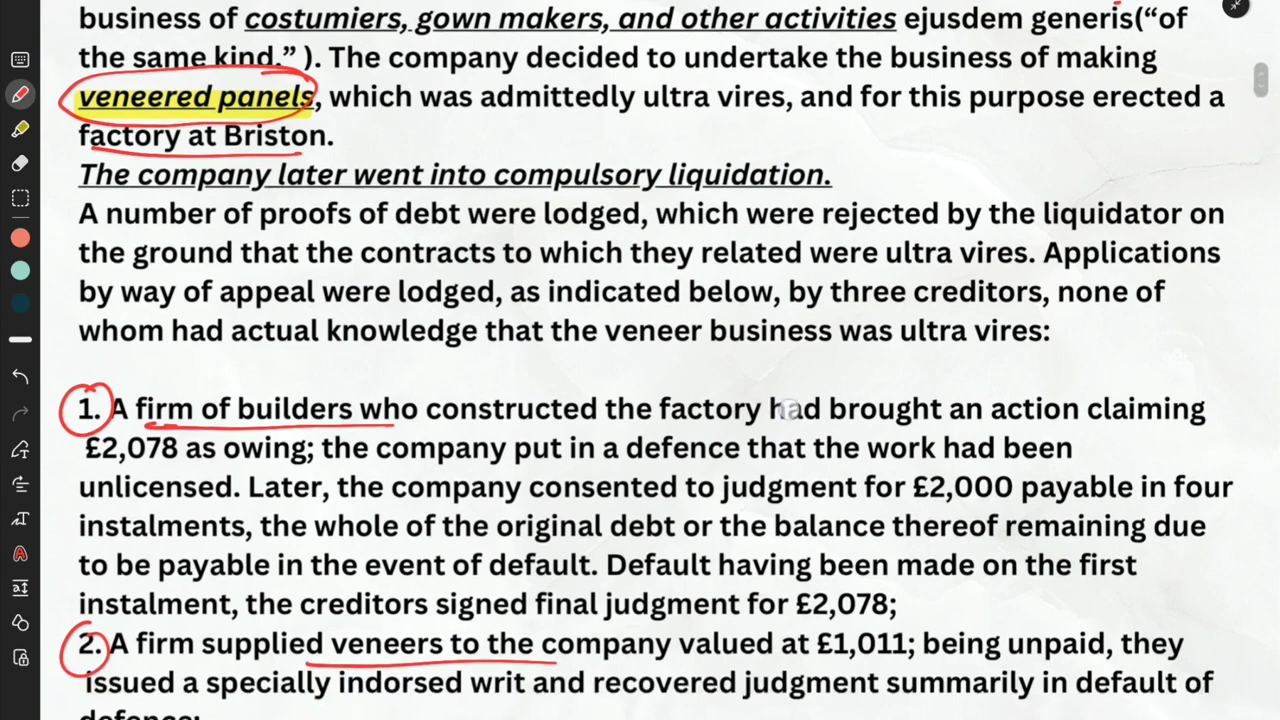 business of costumiers, gown makers, and other activities ejusdem generis(“of
the same kind.” ). The company decided to undertake the business of making
veneered panels, which was admittedly ultra vires, and for this purpose erected a
factory at Briston.
The company later went into compulsory liquidation.
A number of proofs of debt were lodged, which were rejected by the liquidator on
the ground that the contracts to which they related were ultra vires. Applications
by way of appeal were lodged, as indicated below, by three creditors, none of
whom had actual knowledge that the veneer business was ultra vires:
1. A firm of builders who constructed the factory had brought an action claiming
£2,078 as owing; the company put in a defence that the work had been
unlicensed. Later, the company consented to judgment for £2,000 payable in four
instalments, the whole of the original debt or the balance thereof remaining due
to be payable in the event of default. Default having been made on the first
instalment, the creditors signed final judgment for £2,078;
2. A firm supplied veneers to the company valued at £1,011; being unpaid, they
issued a specially indorsed writ and recovered judgment summarily in default of
defence;